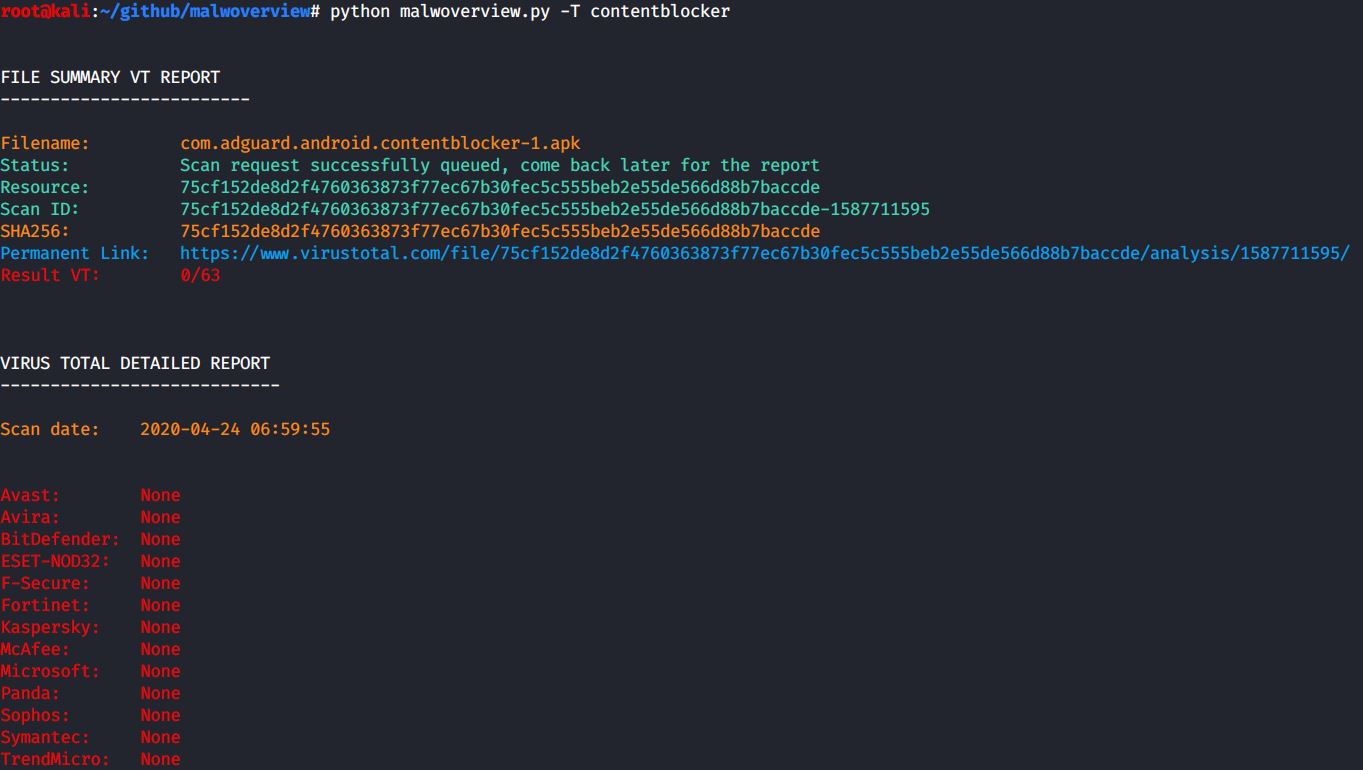 root@kali:~/github/malwoverview# python malwoverview.py -T contentblocker
FILE SUMMARY VT REPORT
-------------------------
Filename: com.adguard.android.contentblocker-1.apk
Status: Scan request successfully queued, come back later for the report
Resource: 75cf152de8d2f4760363873f77ec67b30fec5c555beb2e55de566d88b7baccde
Scan ID: 75cf152de8d2f4760363873f77ec67b30fec5c555beb2e55de566d88b7baccde-1587711595
SHA256: 75cf152de8d2f4760363873f77ec67b30fec5c555beb2e55de566d88b7baccde
Permanent Link: https://www.virustotal.com/file/75cf152de8d2f4760363873f77ec67b30fec5c555beb2e55de566d88b7baccde/analysis/1587711595/
Result VT: 0/63
VIRUS TOTAL DETAILED REPORT
----------------------------
Scan date: 2020-04-24 06:59:55
Avast: None
Avira: None
BitDefender: None
ESET-NOD32: None
F-Secure: None
Fortinet: None
Kaspersky: None
McAfee: None
Microsoft: None
Panda: None
Sophos: None
Symantec: None
TrendMicro: None